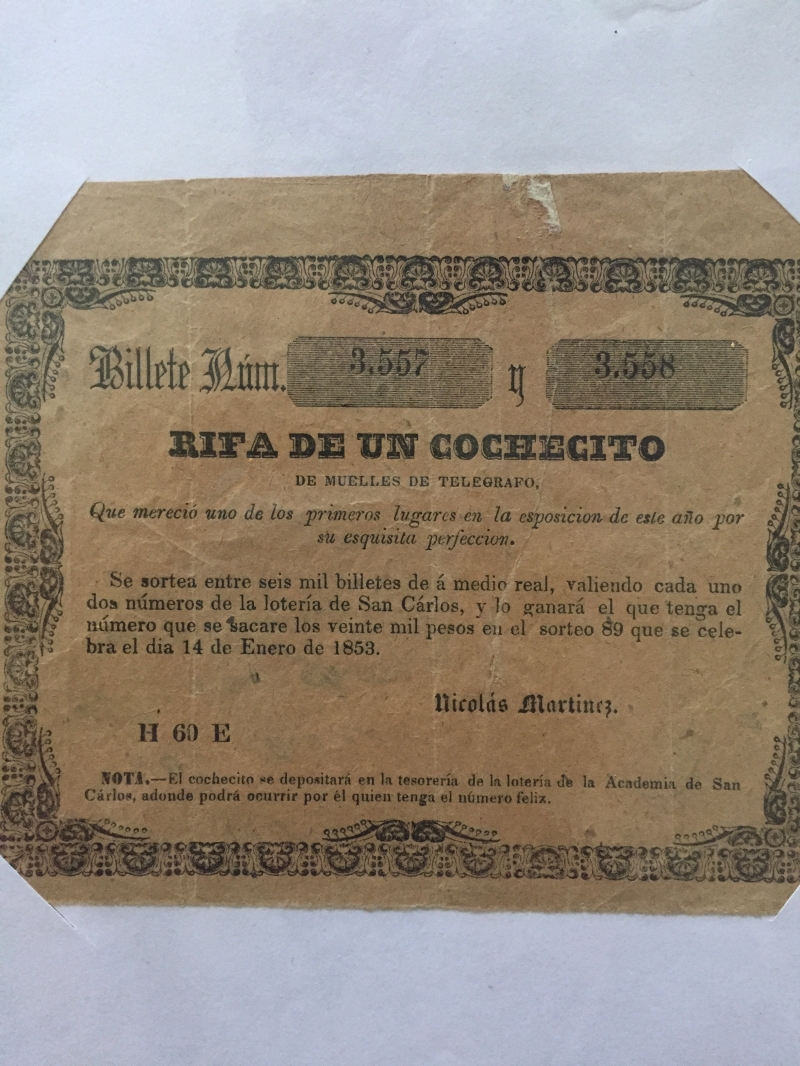 Billete Núm. 3.557 y 3.558
RIFA DE UN COCHECITO
DE MUELLES DE TELEGRAFO,
Que mereció uno de los primeros lugares en la esposicion de este año por
su esquisita perfeccion.
Se sortea entre seis mil billetes de á medio real, valiendo cada uno
dos números de la lotería de San Cárlos, y lo ganará el que tenga el
número que se sacare los veinte mil pesos en el sorteo 89 que se cele-
bra el dia 14 de Enero de 1853.
Nicolás Martinez.
H 60 E
NOTA.—El cochecito se depositará en la tesorería de la lotería de la Academia de San
Cárlos, adonde podrá ocurrir por él quien tenga el número feliz.